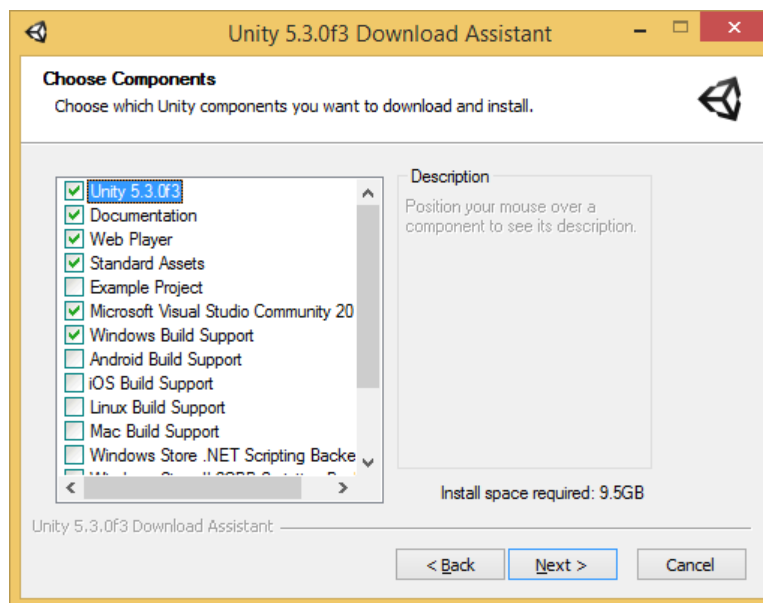 Unity 5.3.0f3 Download Assistant
Choose Components
Choose which Unity components you want to download and install.
Unity 5.3.0f3
Documentation
Web Player
Standard Assets
Example Project
Microsoft Visual Studio Community 20
Windows Build Support
Android Build Support
iOS Build Support
Linux Build Support
Mac Build Support
Windows Store .NET Scripting Backe
Description
Position your mouse over a
component to see its description.
Install space required: 9.5GB
Unity 5.3.0f3 Download Assistant
< Back
Next >
Cancel